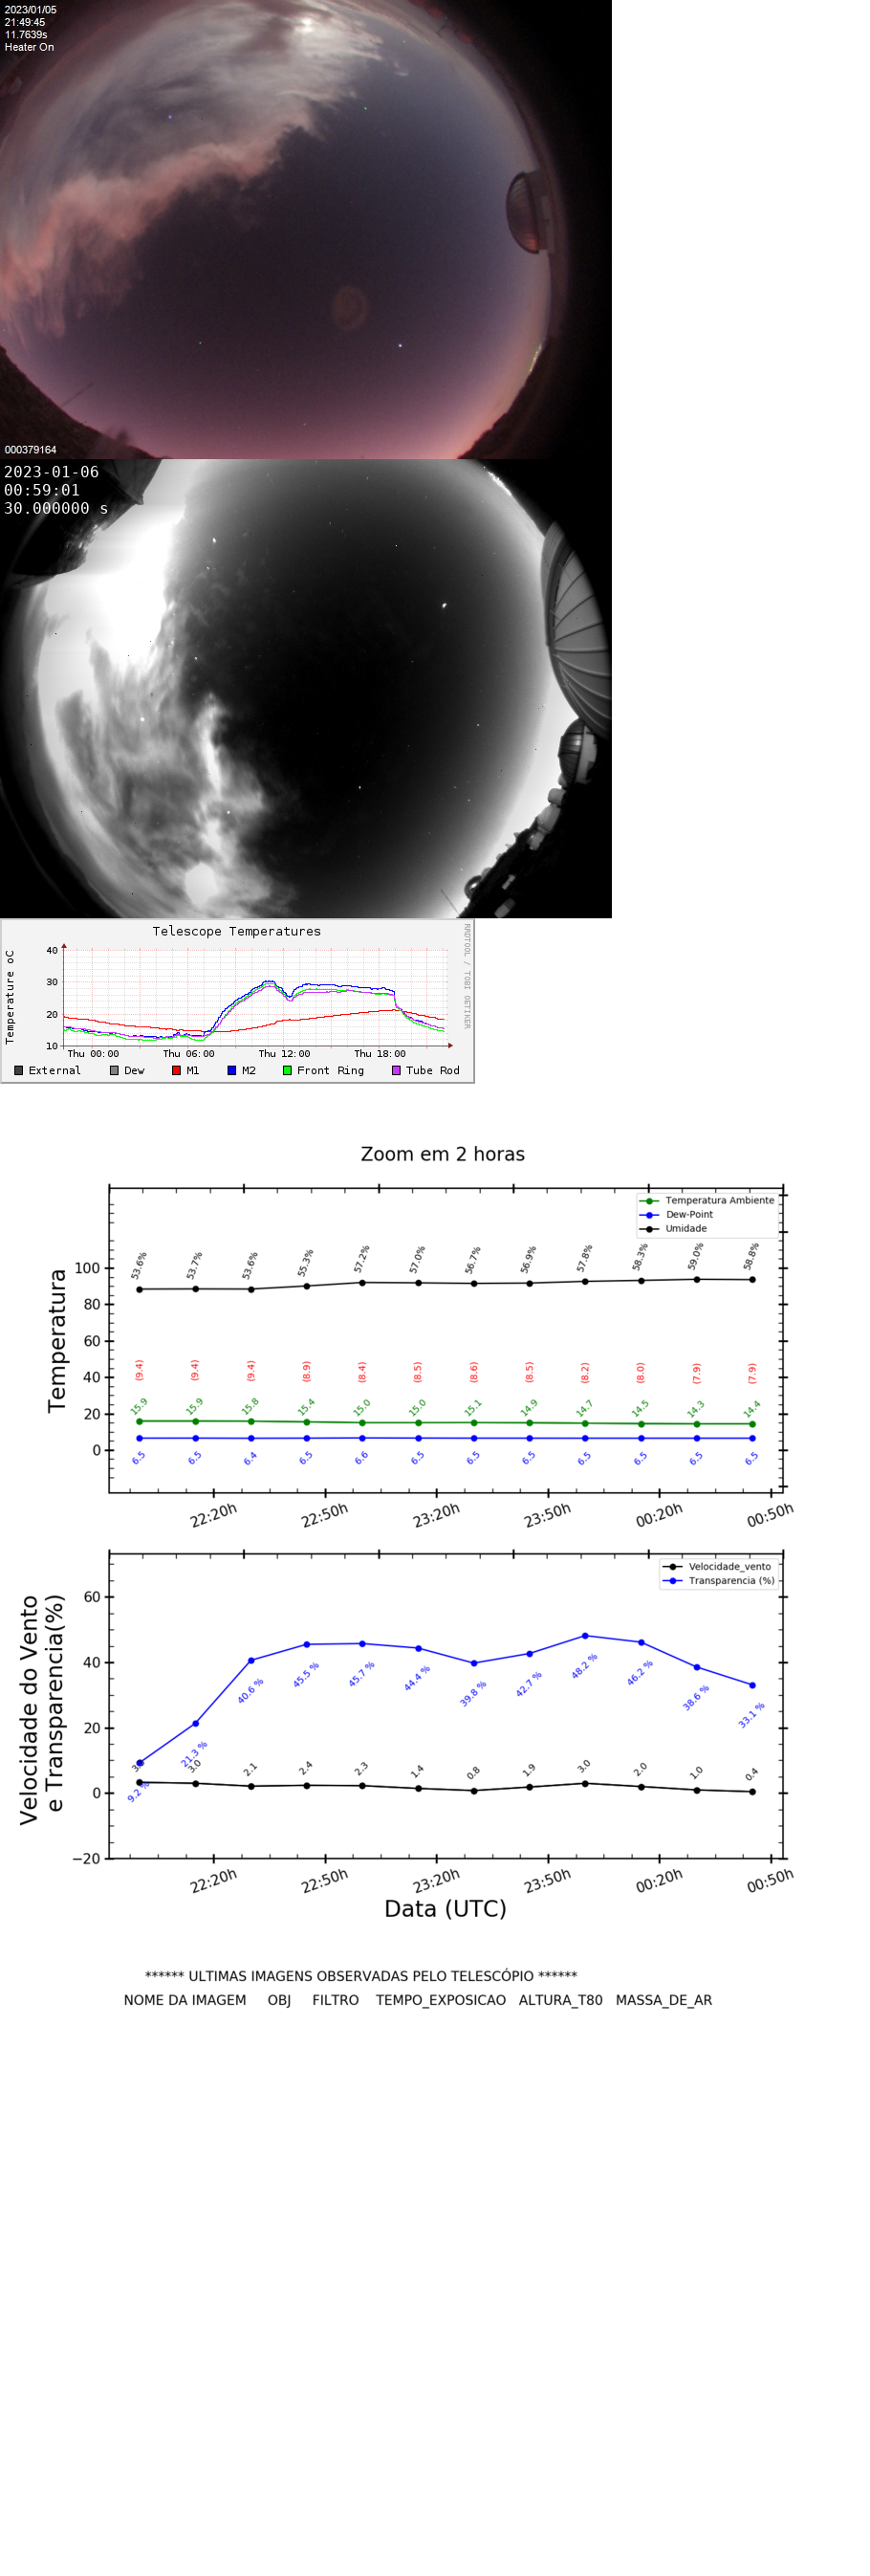 2023/01/05
21:49:45
11.7639s
Heater On
000379164
2023-01-06
00:59:01
30.000000 s
Telescope Temperatures
RRDTOOL / TOBI OETIKER
Temperature oC
40
30
20
10
Thu 00:00 Thu 06:00 Thu 12:00 Thu 18:00
External Dew M1 M2 Front Ring Tube Rod
Zoom em 2 horas
Temperatura Ambiente
Dew-Point
Umidade
Temperatura
100
80
60
40
20
0
53.6% 53.7% 53.6% 55.3% 57.2% 57.0% 56.7% 56.9% 57.8% 58.3% 59.0% 58.8%
(9.4) (9.4) (9.4) (8.9) (8.4) (8.5) (8.6) (8.5) (8.2) (8.0) (7.9) (7.9)
15.9 15.9 15.8 15.4 15.0 15.0 15.1 14.9 14.7 14.5 14.3 14.4
6.5 6.5 6.4 6.5 6.6 6.5 6.5 6.5 6.5 6.5 6.5 6.5
22:20h 22:50h 23:20h 23:50h 00:20h 00:50h
Velocidade_vento
Transparencia (%)
Velocidade do Vento
e Transparencia(%)
60
40
20
0
−20
9.2 % 21.3 % 40.6 % 45.5 % 45.7 % 44.4 % 39.8 % 42.7 % 48.2 % 46.2 % 38.6 % 33.1 %
3.0 2.1 2.4 2.3 1.4 0.8 1.9 3.0 2.0 1.0 0.4
22:20h 22:50h 23:20h 23:50h 00:20h 00:50h
Data (UTC)
****** ULTIMAS IMAGENS OBSERVADAS PELO TELESCÓPIO ******
NOME DA IMAGEM OBJ FILTRO TEMPO_EXPOSICAO ALTURA_T80 MASSA_DE_AR